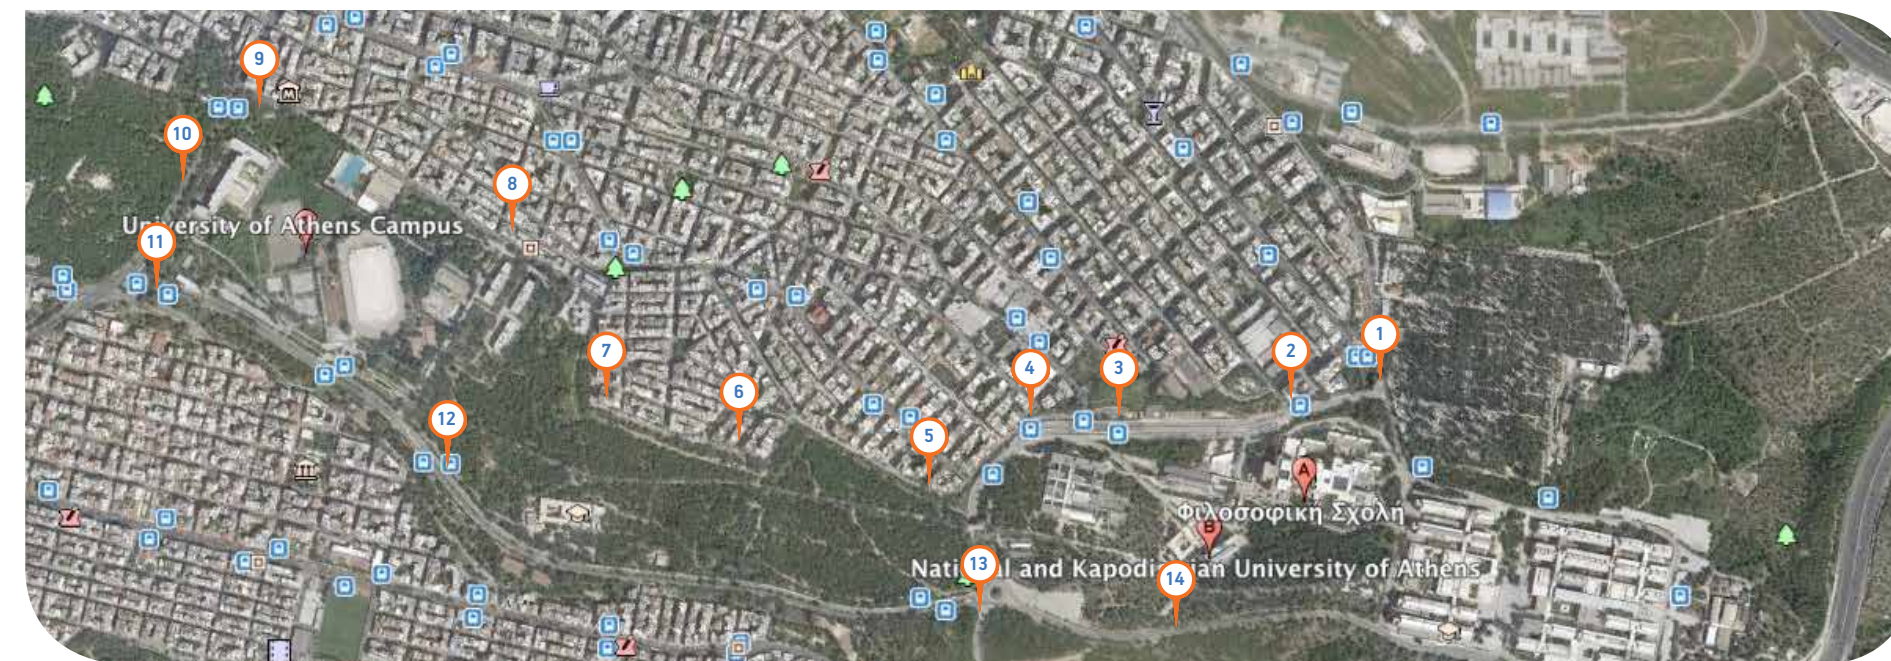 9
10
8
University of Athens Campus
11
1
7
2
4
3
6
12
5
A
Φιλοσοφική Σχολή
B
13
National and Kapodistrian University of Athens
14